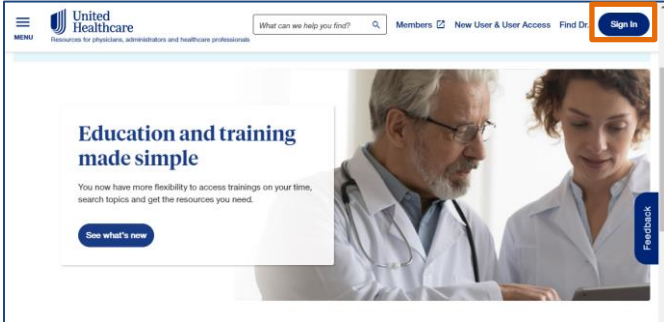 MENU
United
Healthcare
Resources for physicians, administrators and healthcare professionals
What can we help you find?
Members
New User & User Access
Find Dr.
Sign In
Education and training
made simple
You now have more flexibility to access trainings on your time,
search topics and get the resources you need.
See what's new
Feedback